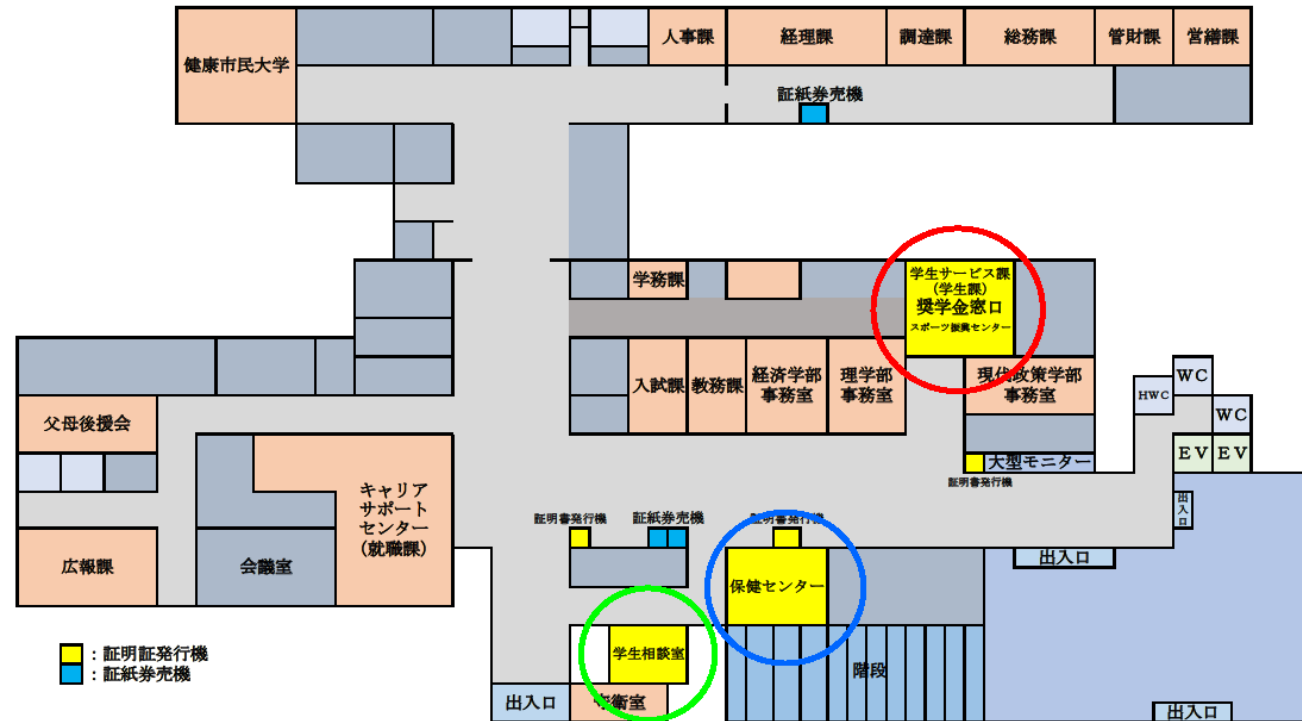 人事課
経理課
調達課
総務課
管財課
営繕課
健康市民大学
証紙券売機
学務課
学生サービス課
(学生課)
奨学金窓口
スポーツ振興センター
入試課
教務課
経済学部
事務室
理学部
事務室
現代政策学部
事務室
HWC
WC
WC
EV
EV
父母後援会
大型モニター
証明書発行機
キャリア
サポート
センター
(就職課)
証明書発行機
証紙券売機
証明書発行機
出入口
出入口
広報課
会議室
保健センター
学生相談室
階段
:証明証発行機
:証紙券売機
出入口
守衛室
出入口